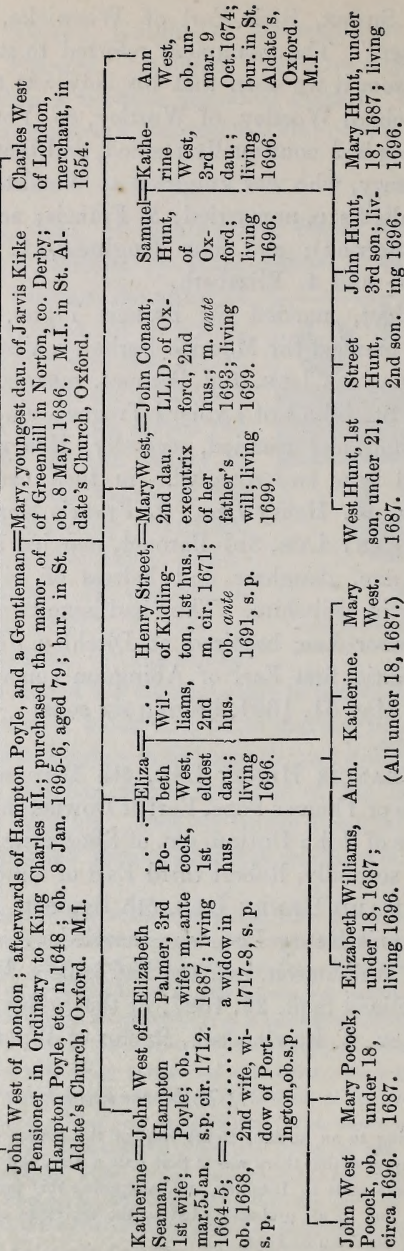 John West of London; afterwards of Hampton Poyle, and a Gentleman=Mary, youngest dau. of Jarvis Kirke
Pensioner in Ordinary to King Charles II.; purchased the manor of
Hampton Poyle, etc. n 1648; ob. 8 Jan. 1695-6, aged 79; bur. in St.
Aldate's Church, Oxford. M.I.
of Greenhill in Norton, co. Derby;
ob. 8 May, 1686. M.I. in St. Al-
date's Church, Oxford.
Charles West
of London,
merchant, in
1654.
Katherine=John West of=Elizabeth
Seaman,
1st wife;
mar. 5 Jan.
1664-5;
ob. 1668,
s. p.
Hampton
Poyle; ob.
s.p. cir. 1712.
=..........
2nd wife, wi-
dow of Port-
ington, ob. s.p.
Palmer, 3rd
wife; m. ante
1687; living
a widow in
1717-8, s. p.
....=Eliza-=....
Po-
cock,
1st
hus.
beth
West,
eldest
dau.;
living
1696.
Wil-
liams,
2nd
hus.
Henry Street,=Mary West,=John Conant,
of Kidling-
ton, 1st hus.;
m. cir. 1671;
ob. ante
1691, s.p.
2nd dau.
executrix
of her
father's
will; living
1699.
LL.D. of Ox-
ford, 2nd
hus.; m. ante
1693; living
1699.
Samuel=Kathe-
Hunt,
of
Ox-
ford;
living
1696.
rine
West,
3rd
dau.;
living
1696.
Ann
West,
ob. un-
mar. 9
Oct. 1674;
bur. in St.
Aldate's,
Oxford.
M.I.
John West
Pocock, ob.
circa 1696.
Mary Pocock,
under 18,
1687.
Elizabeth Williams,
under 18, 1687;
living 1696.
Ann.
Katherine.
Mary
West.
(All under 18, 1687.)
West Hunt, 1st
son, under 21,
1687.
Street
Hunt,
2nd son.
John Hunt,
3rd son; liv-
ing 1696.
Mary Hunt, under
18, 1687; living
1696.